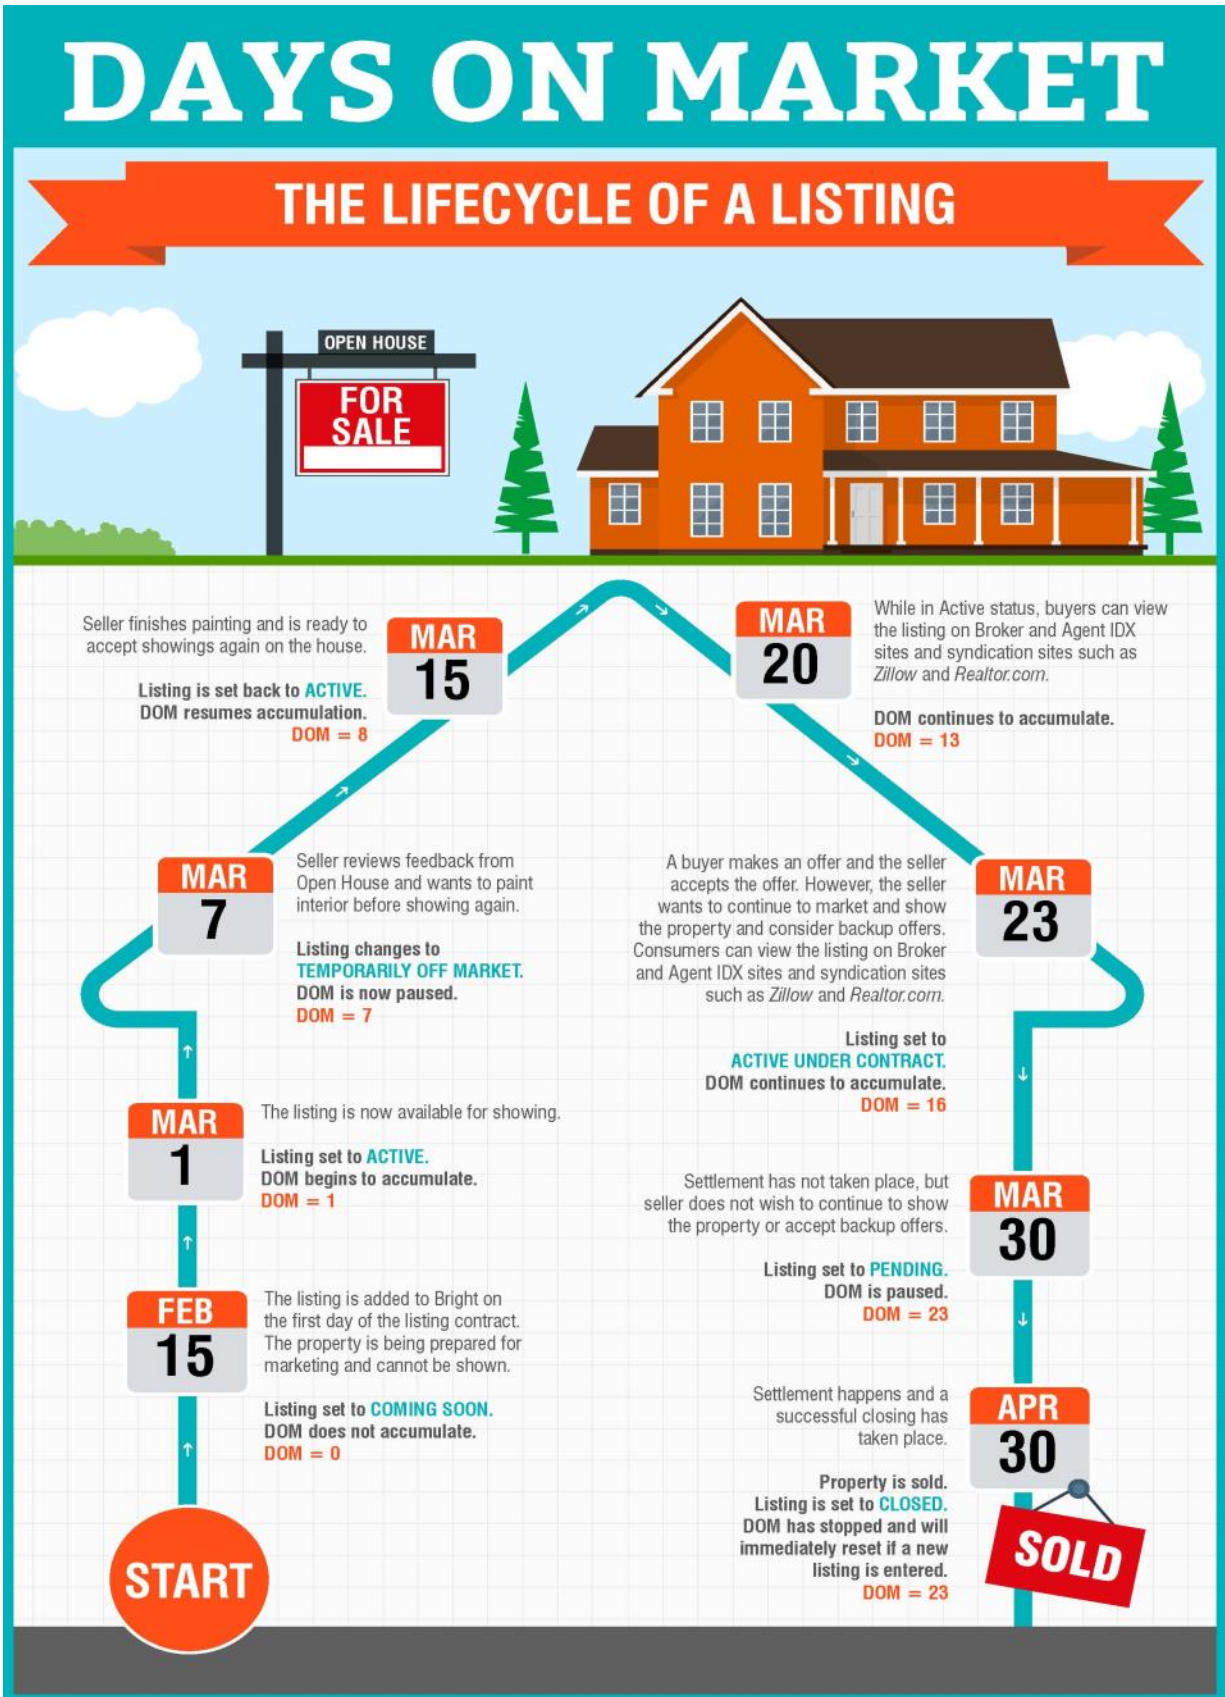 DAYS ON MARKET
THE LIFECYCLE OF A LISTING
OPEN HOUSE
FOR
SALE
START
FEB
15
The listing is added to Bright on
the first day of the listing contract.
The property is being prepared for
marketing and cannot be shown.
Listing set to COMING SOON.
DOM does not accumulate.
DOM = 0
MAR
1
The listing is now available for showing.
Listing set to ACTIVE.
DOM begins to accumulate.
DOM = 1
MAR
7
Seller reviews feedback from
Open House and wants to paint
interior before showing again.
Listing changes to
TEMPORARILY OFF MARKET.
DOM is now paused.
DOM = 7
MAR
15
Seller finishes painting and is ready to
accept showings again on the house.
Listing is set back to ACTIVE.
DOM resumes accumulation.
DOM = 8
MAR
20
While in Active status, buyers can view
the listing on Broker and Agent IDX
sites and syndication sites such as
Zillow and Realtor.com.
DOM continues to accumulate.
DOM = 13
MAR
23
A buyer makes an offer and the seller
accepts the offer. However, the seller
wants to continue to market and show
the property and consider backup offers.
Consumers can view the listing on Broker
and Agent IDX sites and syndication sites
such as Zillow and Realtor.com.
Listing set to
ACTIVE UNDER CONTRACT.
DOM continues to accumulate.
DOM = 16
MAR
30
Settlement has not taken place, but
seller does not wish to continue to show
the property or accept backup offers.
Listing set to PENDING.
DOM is paused.
DOM = 23
APR
30
Settlement happens and a
successful closing has
taken place.
Property is sold.
Listing is set to CLOSED.
DOM has stopped and will
immediately reset if a new
listing is entered.
DOM = 23
SOLD